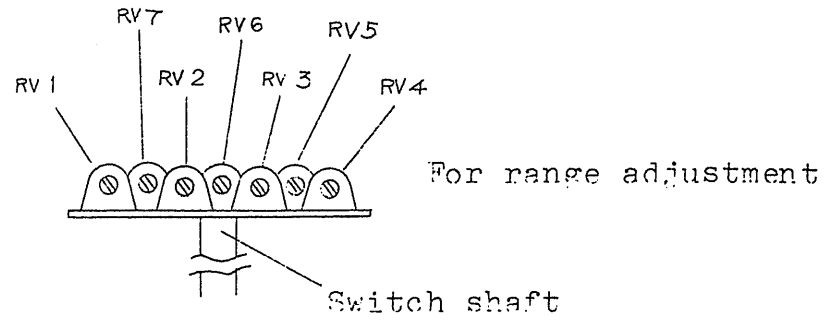 RV7
RV6
RV5
RV1
RV2
RV3
RV4
For range adjustment
Switch shaft